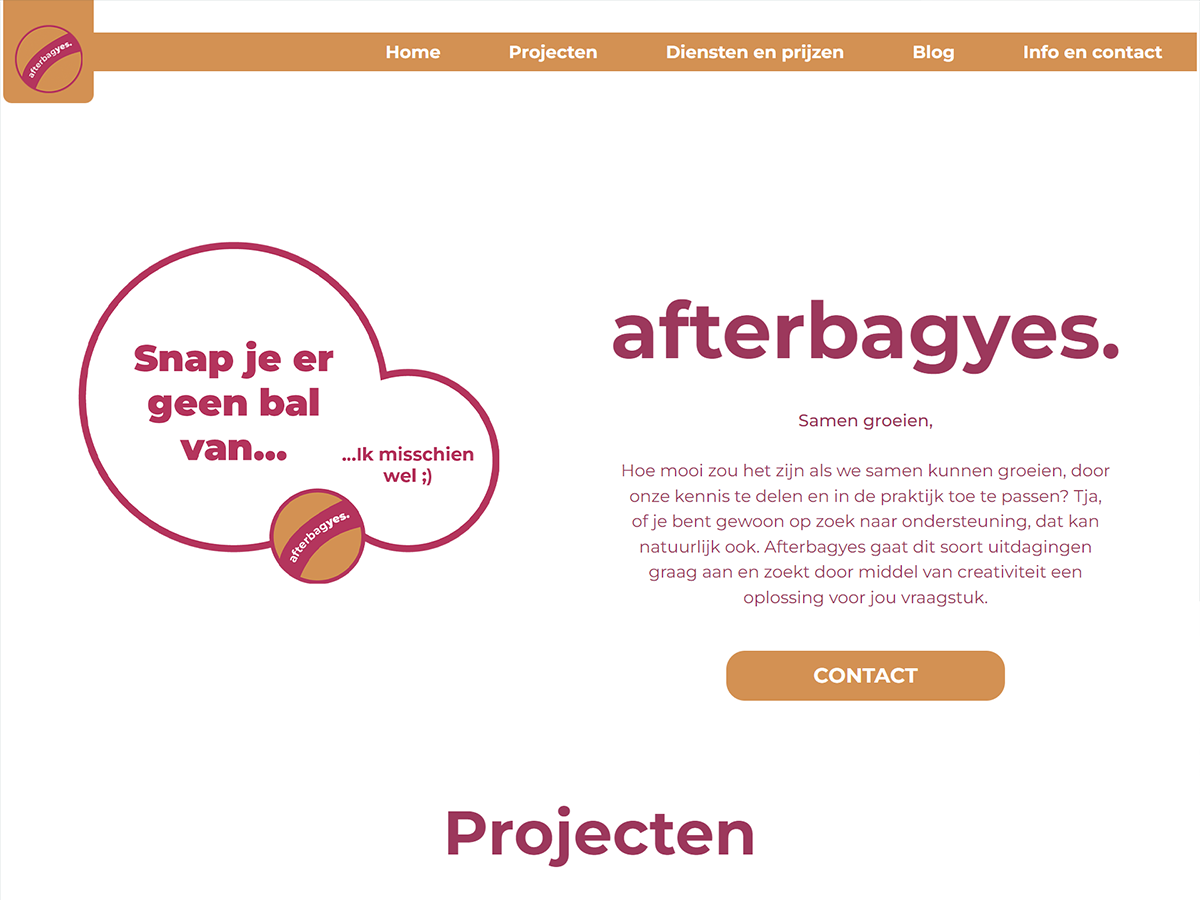 afterbagyes.
Home Projecten Diensten en prijzen Blog Info en contact
Snap je er
geen bal
van...
...Ik misschien
wel ;)
afterbagyes.
afterbagyes.
Samen groeien,
Hoe mooi zou het zijn als we samen kunnen groeien, door
onze kennis te delen en in de praktijk toe te passen? Tja,
of je bent gewoon op zoek naar ondersteuning, dat kan
natuurlijk ook. Afterbagyes gaat dit soort uitdagingen
graag aan en zoekt door middel van creativiteit een
oplossing voor jou vraagstuk.
CONTACT
Projecten